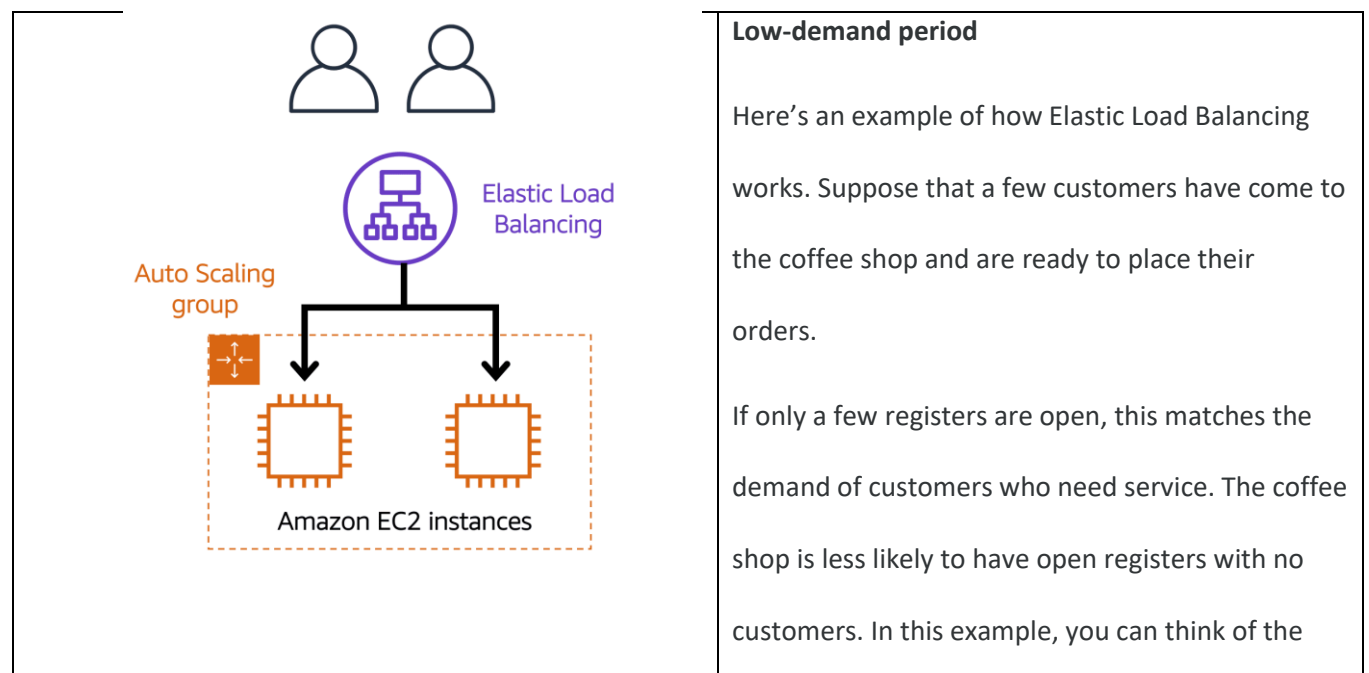 Elastic Load
Balancing
Auto Scaling
group
Amazon EC2 instances
Low-demand period
Here’s an example of how Elastic Load Balancing
works. Suppose that a few customers have come to
the coffee shop and are ready to place their
orders.
If only a few registers are open, this matches the
demand of customers who need service. The coffee
shop is less likely to have open registers with no
customers. In this example, you can think of the